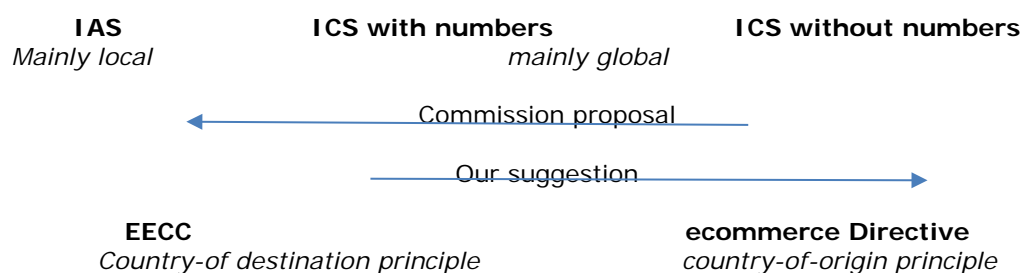 IAS ICS with numbers ICS without numbers
Mainly local mainly global
Commission proposal
Our suggestion
EECC ecommerce Directive
Country-of destination principle country-of-origin principle